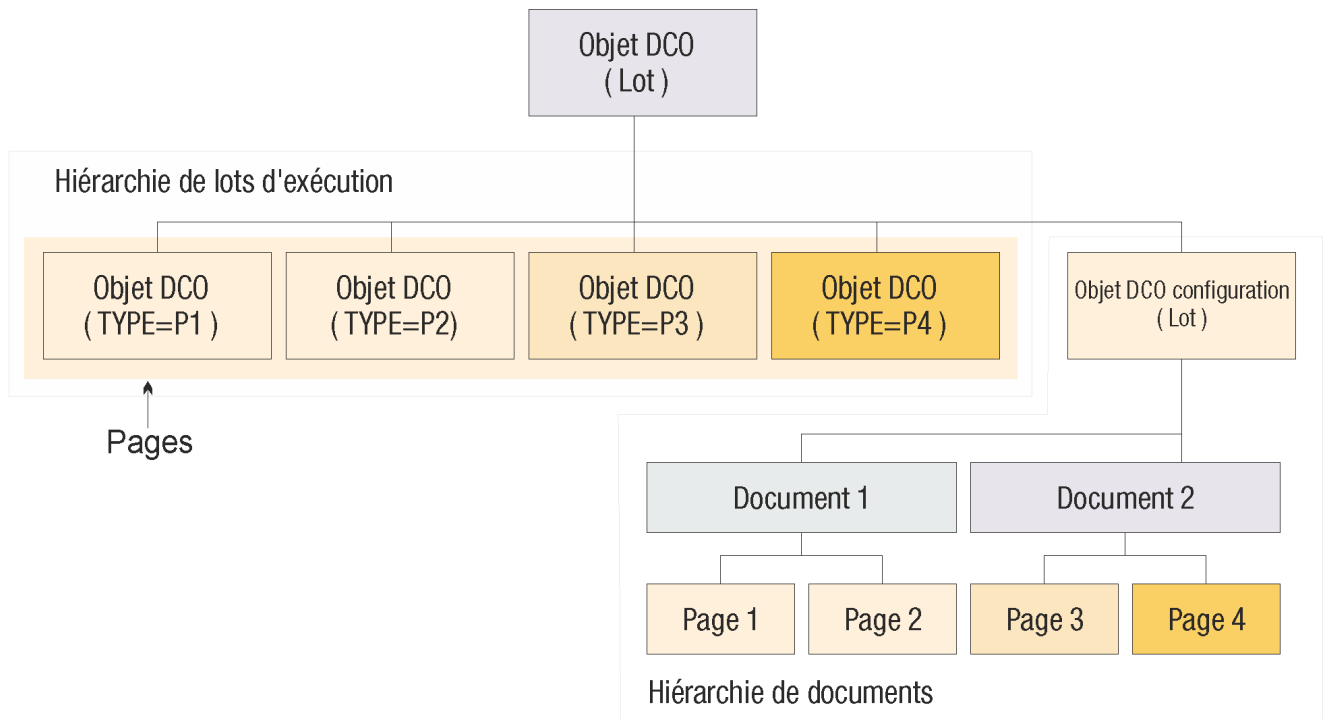 Objet DCO
( Lot )
Hiérarchie de lots d'exécution
Objet DCO
( TYPE=P1 )
Objet DCO
( TYPE=P2)
Objet DCO
( TYPE=P3 )
Objet DCO
( TYPE=P4 )
Objet DCO configuration
( Lot )
Pages
Document 1
Document 2
Page 1
Page 2
Page 3
Page 4
Hiérarchie de documents